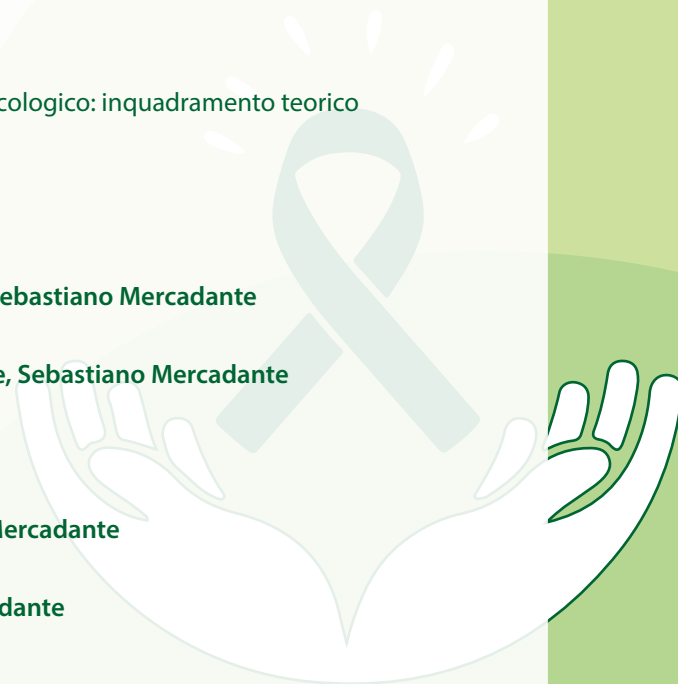 cologico: inquadramento teorico
ebastiano Mercadante
e, Sebastiano Mercadante
Mercadante
dante